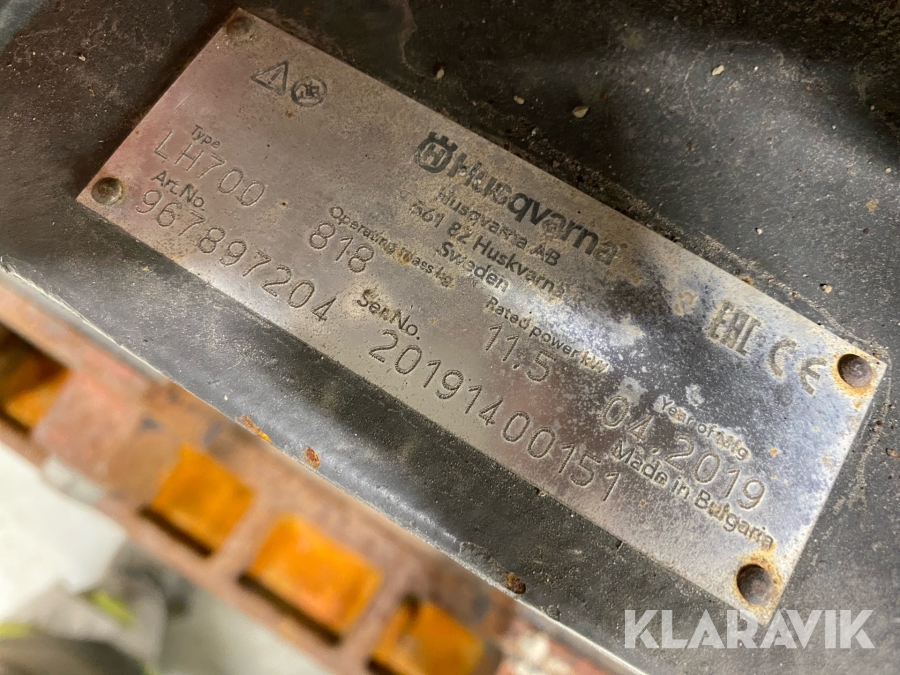 Husqvarna
Husqvarna AB
561 82 Huskvarna
Sweden
EAC CE
Type
LH700
Operating mass kg
818
Rated power kW
11.5
Year of Mfg
04.2019
Art.No.
967897204
Ser.No.
20191400151
Made in Bulgaria
KLARAVIK